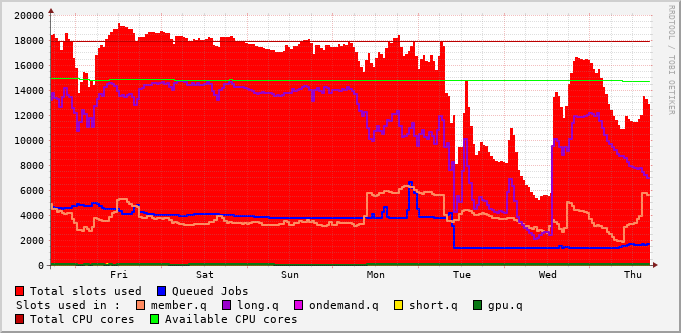 20000
18000
16000
14000
12000
10000
8000
6000
4000
2000
0
Fri Sat Sun Mon Tue Wed Thu
RRDTOOL / TOBI OETIKER
Total slots used Queued Jobs
Slots used in : member.q long.q ondemand.q short.q gpu.q
Total CPU cores Available CPU cores